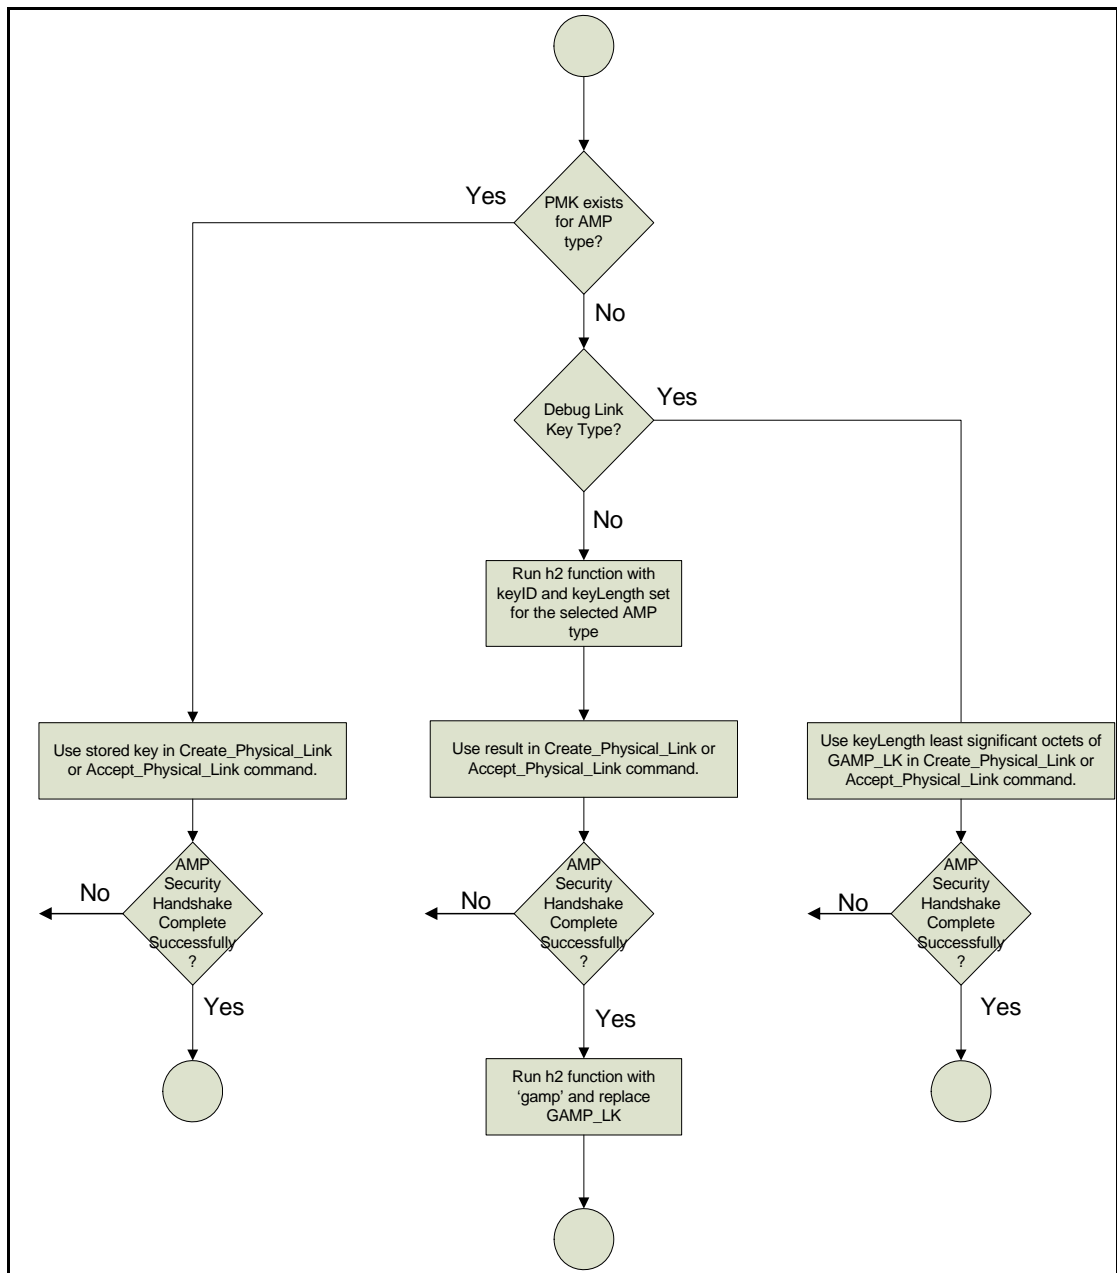 Yes
PMK exists
for AMP
type?
No
Debug Link
Key Type?
Yes
No
Run h2 function with
keyID and keyLength set
for the selected AMP
type
Use stored key in Create_Physical_Link
or Accept_Physical_Link command.
Use result in Create_Physical_Link or
Accept_Physical_Link command.
Use keyLength least significant octets of
GAMP_LK in Create_Physical_Link or
Accept_Physical_Link command.
No
AMP
Security
Handshake
Complete
Successfully
?
Yes
No
AMP
Security
Handshake
Complete
Successfully
?
Yes
No
AMP
Security
Handshake
Complete
Successfully
?
Yes
Run h2 function with
‘gamp’ and replace
GAMP_LK